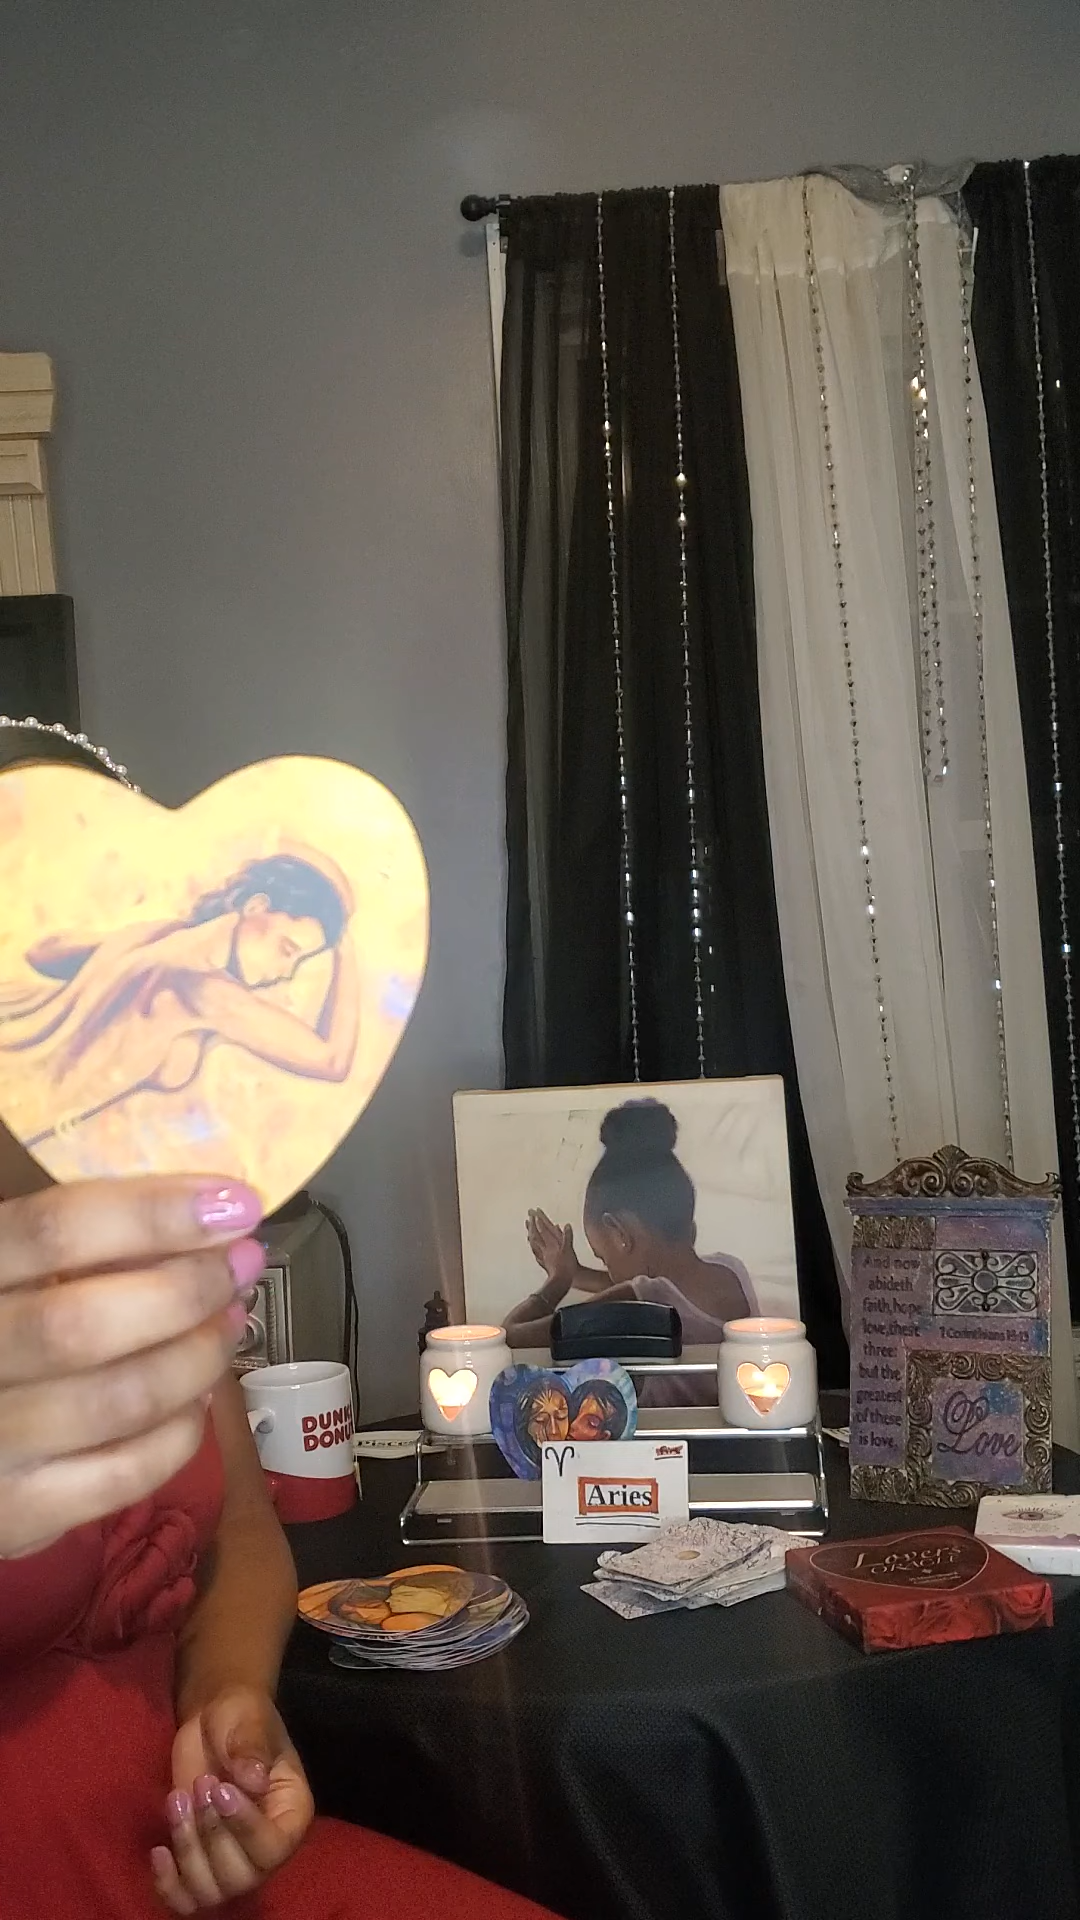 And now
abideth
faith, hope
love, these
three:
but the
greatest
of these
is love.
1 Corinthians 13:13
Love
DUNK
DONU
Pisces
Aries
Lovers
ORACLE